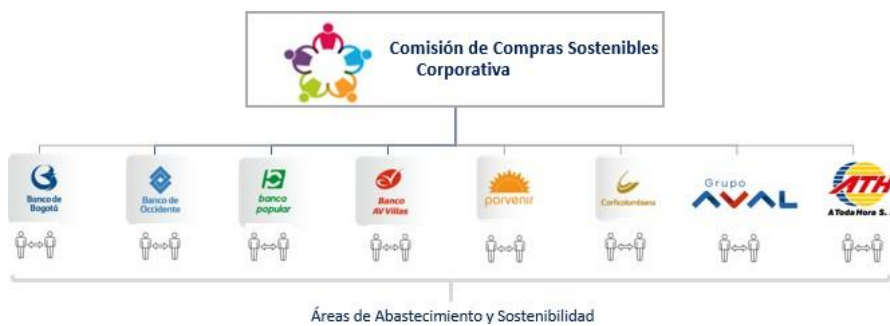 Comisión de Compras Sostenibles
Corporativa
Banco de
Bogotá
Banco de
Occidente
banco
popular
Banco
AV Villas
porvenir
Corficolombiana
Grupo
AVAL
ATH
A Toda Hora S.
Áreas de Abastecimiento y Sostenibilidad